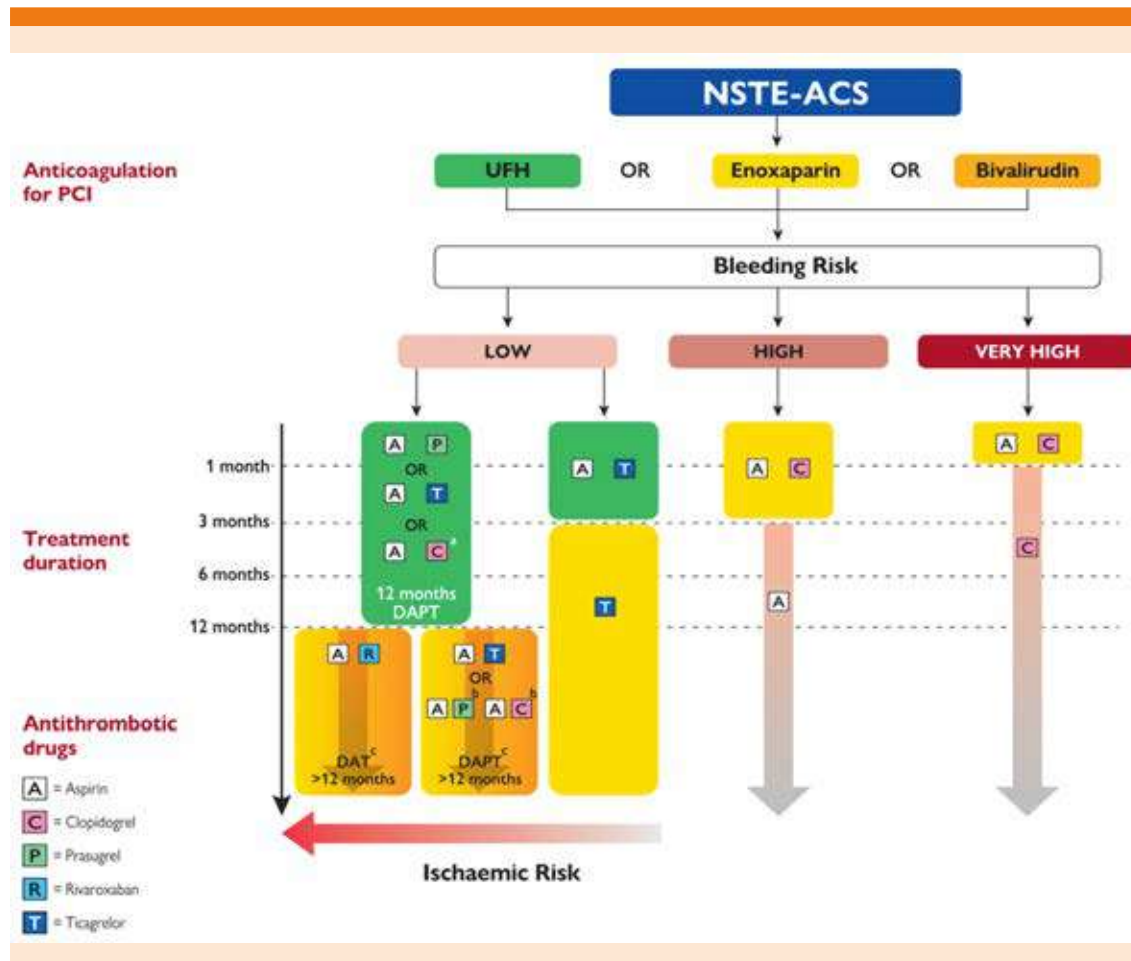 NSTE-ACS
Anticoagulation
for PCI
UFH OR Enoxaparin OR Bivalirudin
Bleeding Risk
LOW HIGH VERY HIGH
A P
1 month
OR
A T A T A C A C
3 months
OR
Treatment
duration
A C a
C
6 months
12 months
DAPT
T
A
12 months
A R A T
OR
A P b A C b
Antithrombotic
drugs
DAT c DAPT c
>12 months >12 months
A = Aspirin
C = Clopidogrel
P = Prasugrel
R = Rivaroxaban
T = Ticagrelor
Ischaemic Risk